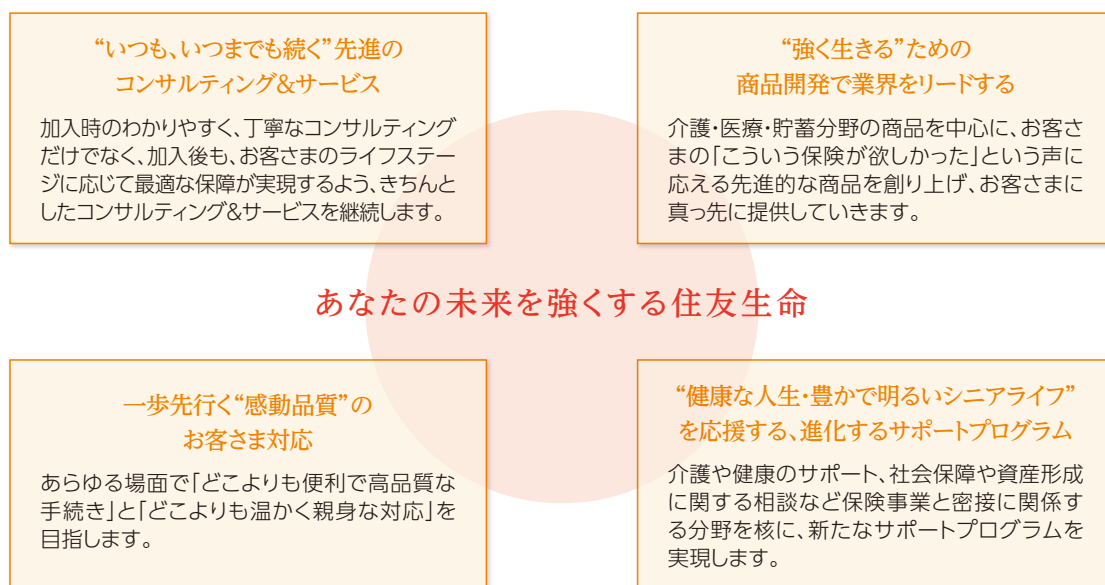 “いつも、いつまでも続く”先進の
コンサルティング&サービス
加入時のわかりやすく、丁寧なコンサルティング
だけでなく、加入後も、お客さまのライフステー
ジに応じて最適な保障が実現するよう、きちんと
したコンサルティング&サービスを継続します。
“強く生きる”ための
商品開発で業界をリードする
介護・医療・貯蓄分野の商品を中心に、お客さ
まの「こういう保険が欲しかった」という声に
応える先進的な商品を創り上げ、お客さまに
真っ先に提供していきます。
あなたの未来を強くする住友生命
一歩先行く“感動品質”の
お客さま対応
あらゆる場面で「どこよりも便利で高品質な
手続き」と「どこよりも温かく親身な対応」を
目指します。
“健康な人生・豊かで明るいシニアライフ”
を応援する、進化するサポートプログラム
介護や健康のサポート、社会保障や資産形成
に関する相談など保険事業と密接に関係す
る分野を核に、新たなサポートプログラムを
実現します。